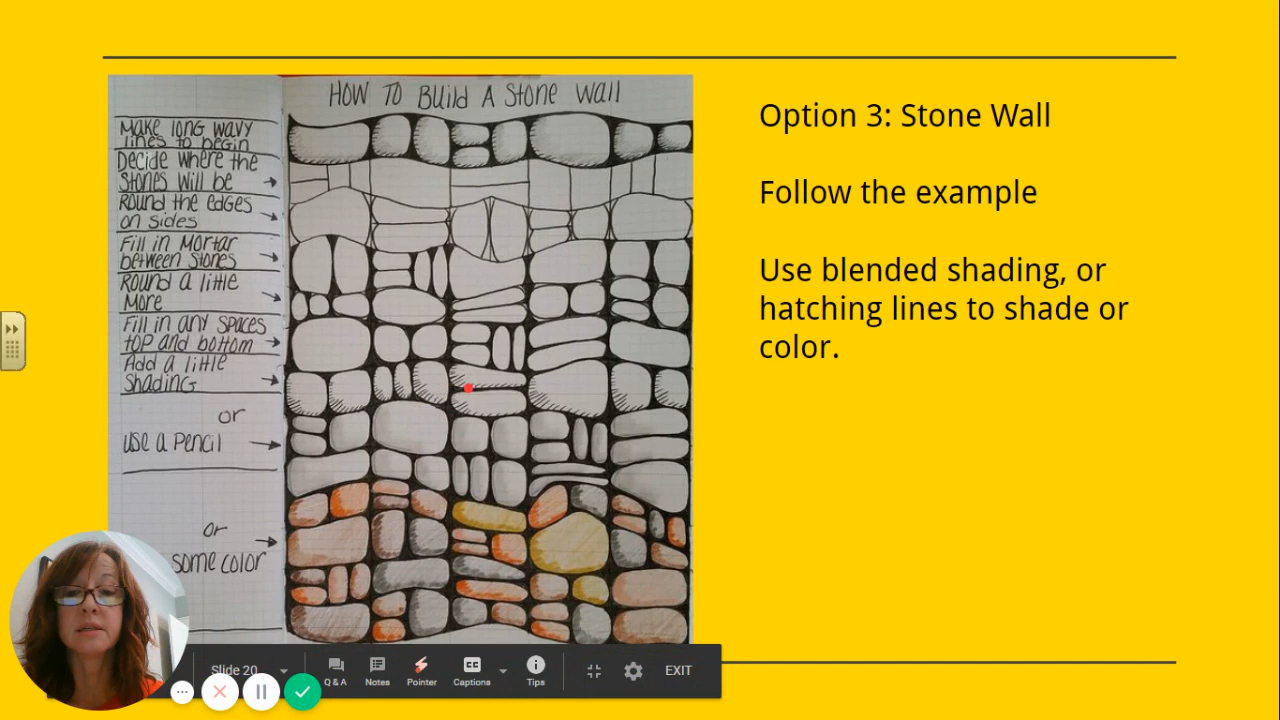 HOW TO BUild A Stone Wall
Make long wavy
lines to begin
Decide where the
Stones will be
Round the edges
on sides
Fill in Mortar
between Stones
Round a little
More
Fill in any spaces
top and bottom
Add a little
Shading
or
use a Pencil
or
some color
Option 3: Stone Wall
Follow the example
Use blended shading, or
hatching lines to shade or
color.
Slide 20
Q & A
Notes
Pointer
CC
Captions
Tips
EXIT